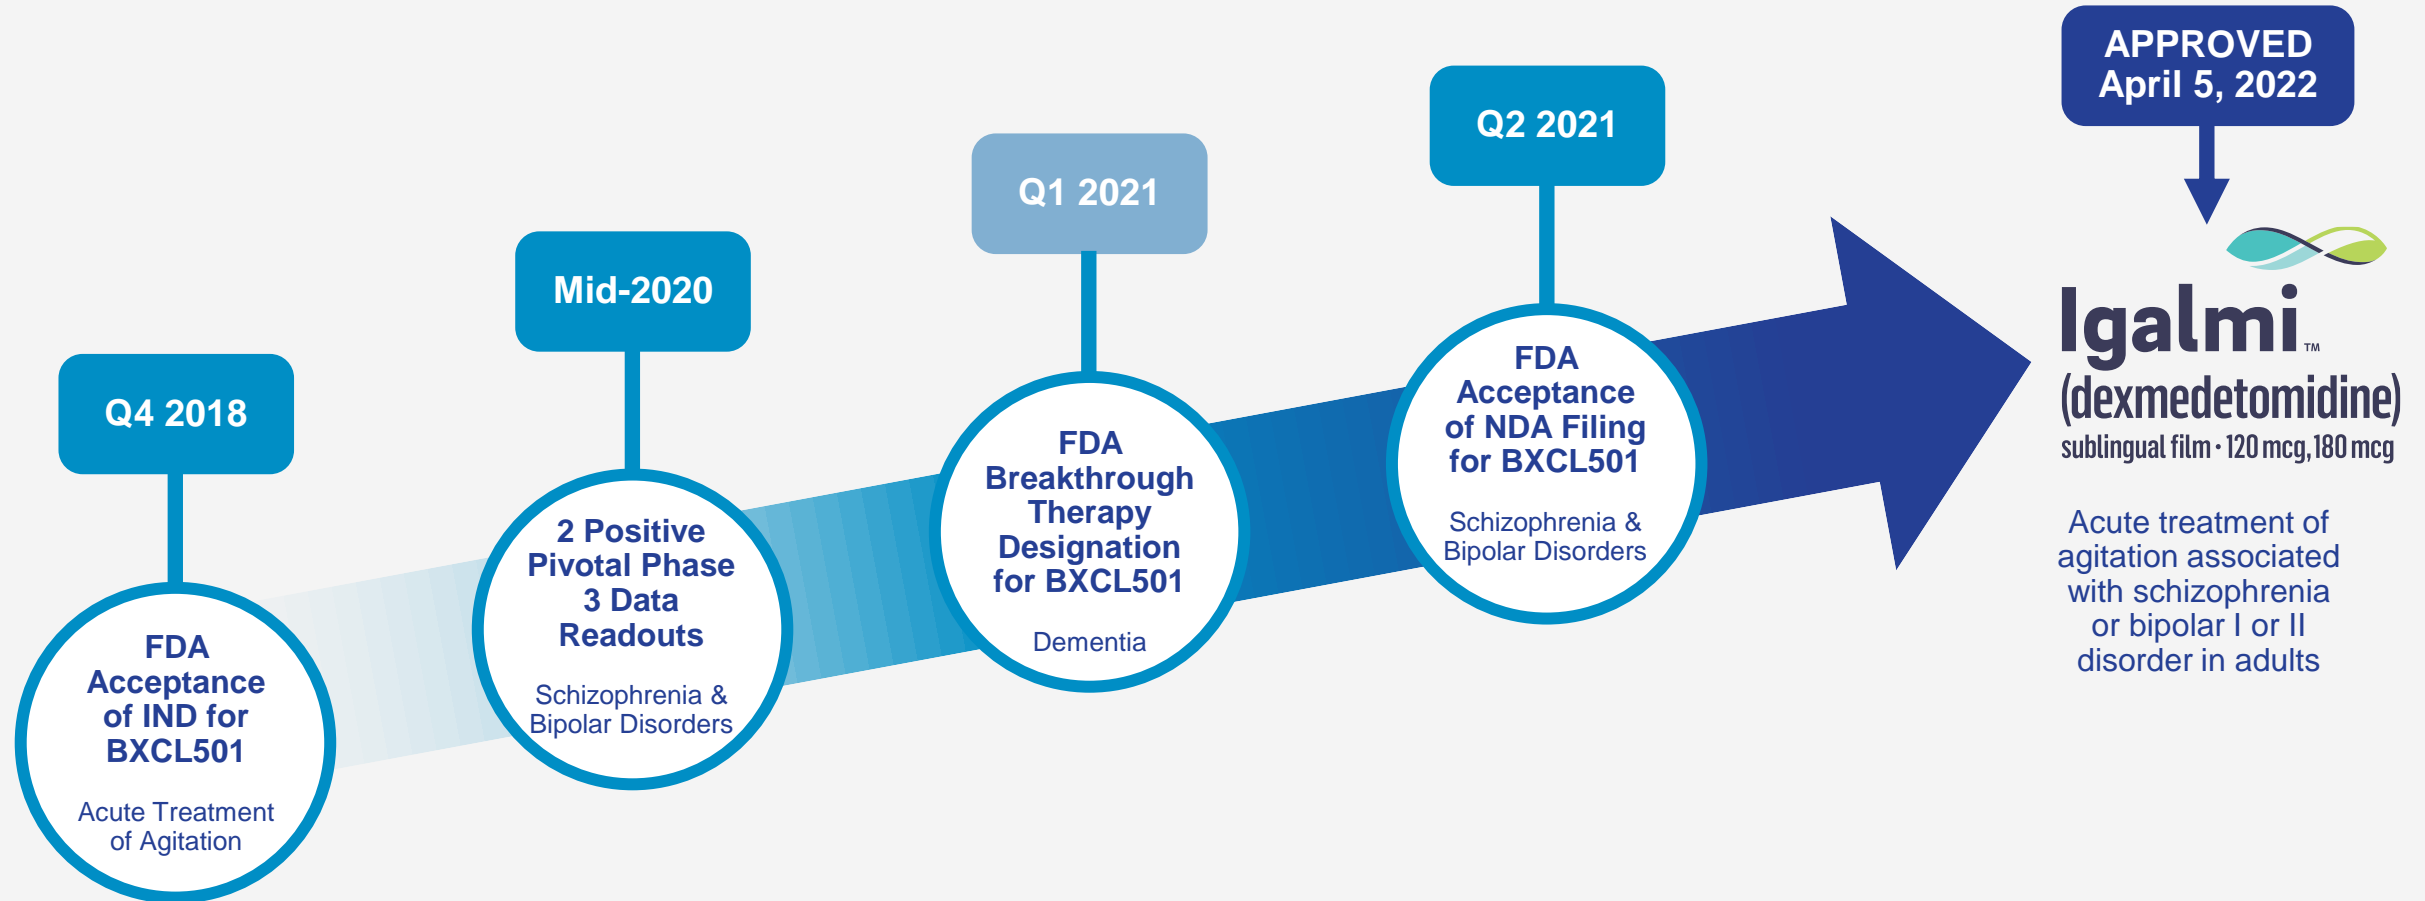 Q4 2018
FDA
Acceptance
of IND for
BXCL501
Acute Treatment
of Agitation
Mid-2020
2 Positive
Pivotal Phase
3 Data
Readouts
Schizophrenia &
Bipolar Disorders
Q1 2021
FDA
Breakthrough
Therapy
Designation
for BXCL501
Dementia
Q2 2021
FDA
Acceptance
of NDA Filing
for BXCL501
Schizophrenia &
Bipolar Disorders
APPROVED
April 5, 2022
Igalmi™
(dexmedetomidine)
sublingual film · 120 mcg, 180 mcg
Acute treatment of
agitation associated
with schizophrenia
or bipolar I or II
disorder in adults